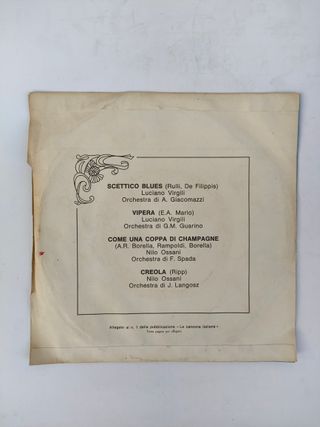 SCETTICO BLUES (Rulli, De Filippis)
Luciano Virgili
Orchestra di A. Giacomazzi
VIPERA (E.A. Mario)
Luciano Virgili
Orchestra di G.M. Guarino
COME UNA COPPA DI CHAMPAGNE
(A.R. Borella, Rampoldi, Borella)
Nilo Ossani
Orchestra di F. Spada
CREOLA (Ripp)
Nilo Ossani
Orchestra di J. Langosz
Allegato al n. 1 della pubblicazione «La canzone italiana»